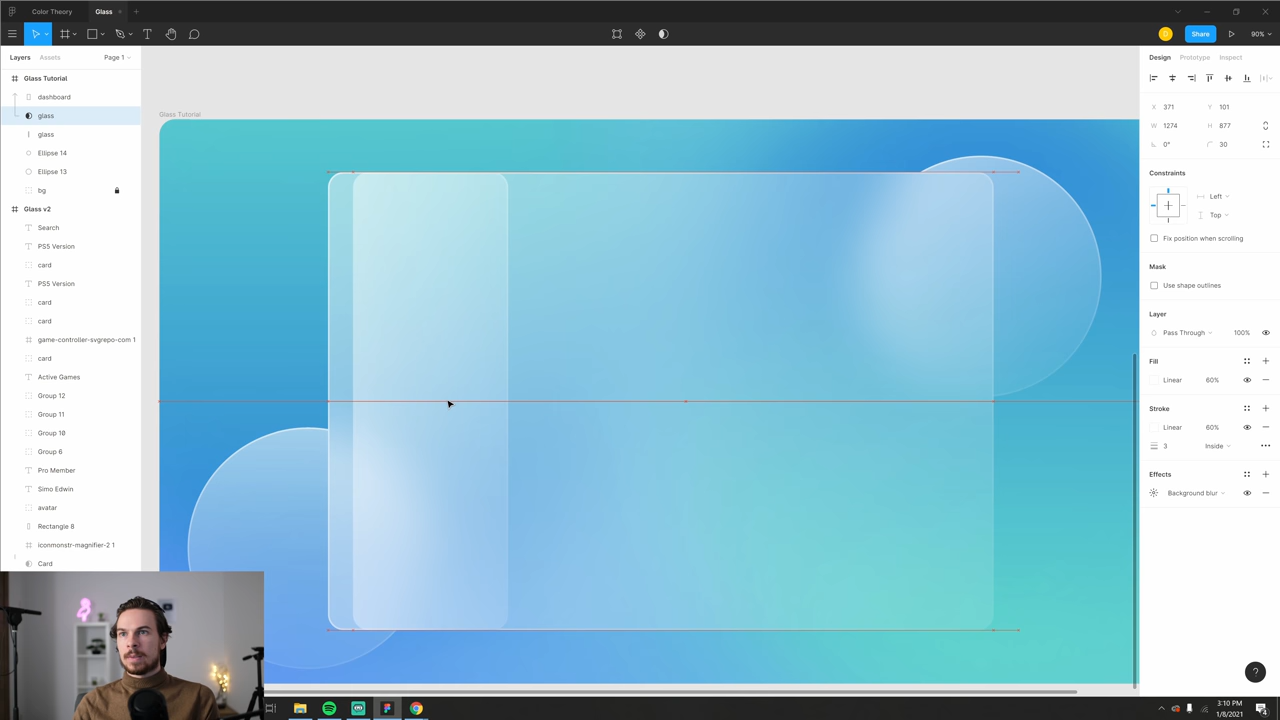 Color Theory
Glass
Share
90%
Layers
Assets
Page 1
Glass Tutorial
dashboard
glass
glass
Ellipse 14
Ellipse 13
bg
Glass v2
Search
PS5 Version
card
PS5 Version
card
card
game-controller-svgrepo-com 1
card
Active Games
Group 12
Group 11
Group 10
Group 6
Pro Member
Simo Edwin
avatar
Rectangle 8
iconmonstr-magnifier-2 1
Card
Glass Tutorial
Design
Prototype
Inspect
X 371 Y 101
W 1274 H 877
0° 30
Constraints
Left
Top
Fix position when scrolling
Mask
Use shape outlines
Layer
Pass Through 100%
Fill
Linear 60%
Stroke
Linear 60%
3 Inside
Effects
Background blur
?
3:10 PM
1/8/2021
4
D